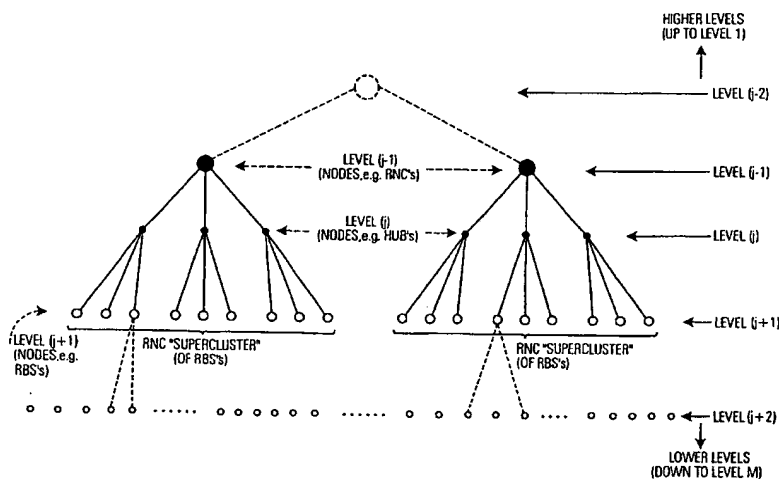 HIGHER LEVELS
(UP TO LEVEL 1)
LEVEL (j-2)
LEVEL (j-1)
(NODES,e.g. RNC's)
LEVEL (j-1)
LEVEL (j)
(NODES,e.g. HUB's)
LEVEL (j)
LEVEL (j+1)
(NODES,e.g.
RBS's)
RNC "SUPERCLUSTER"
(OF RBS's)
RNC "SUPERCLUSTER"
(OF RBS's)
LEVEL (j+1)
LEVEL (j+2)
LOWER LEVELS
(DOWN TO LEVEL M)